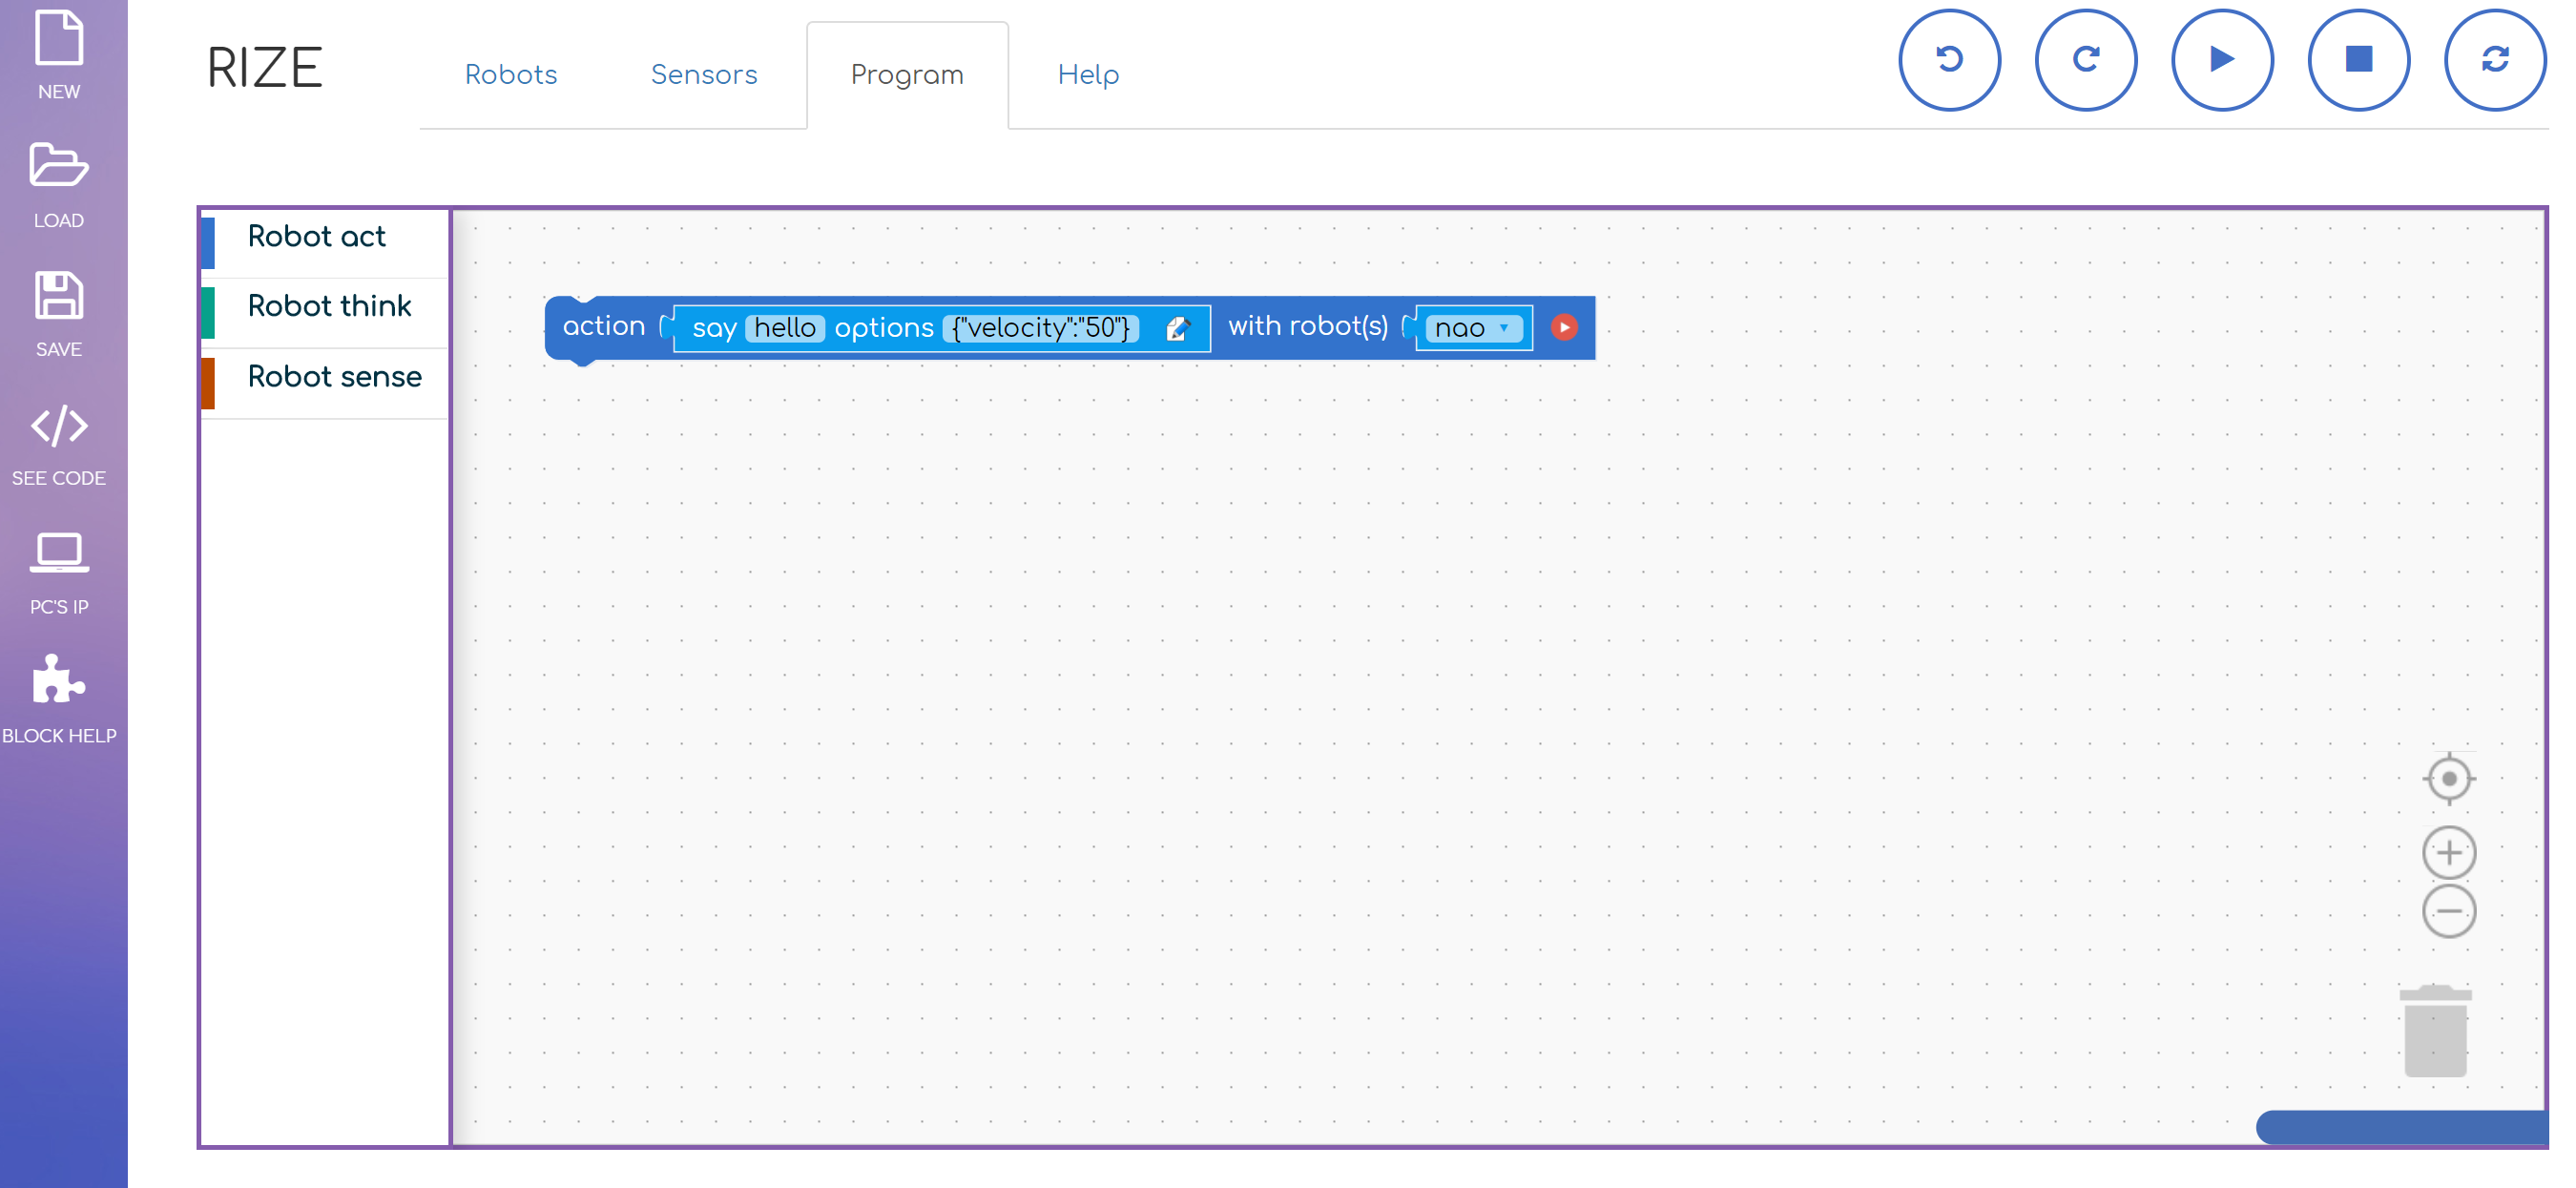 NEW
LOAD
SAVE
SEE CODE
PC'S IP
BLOCK HELP
RIZE
Robots Sensors Program Help
Robot act
Robot think
Robot sense
action say hello options {"velocity":"50"} with robot(s) nao